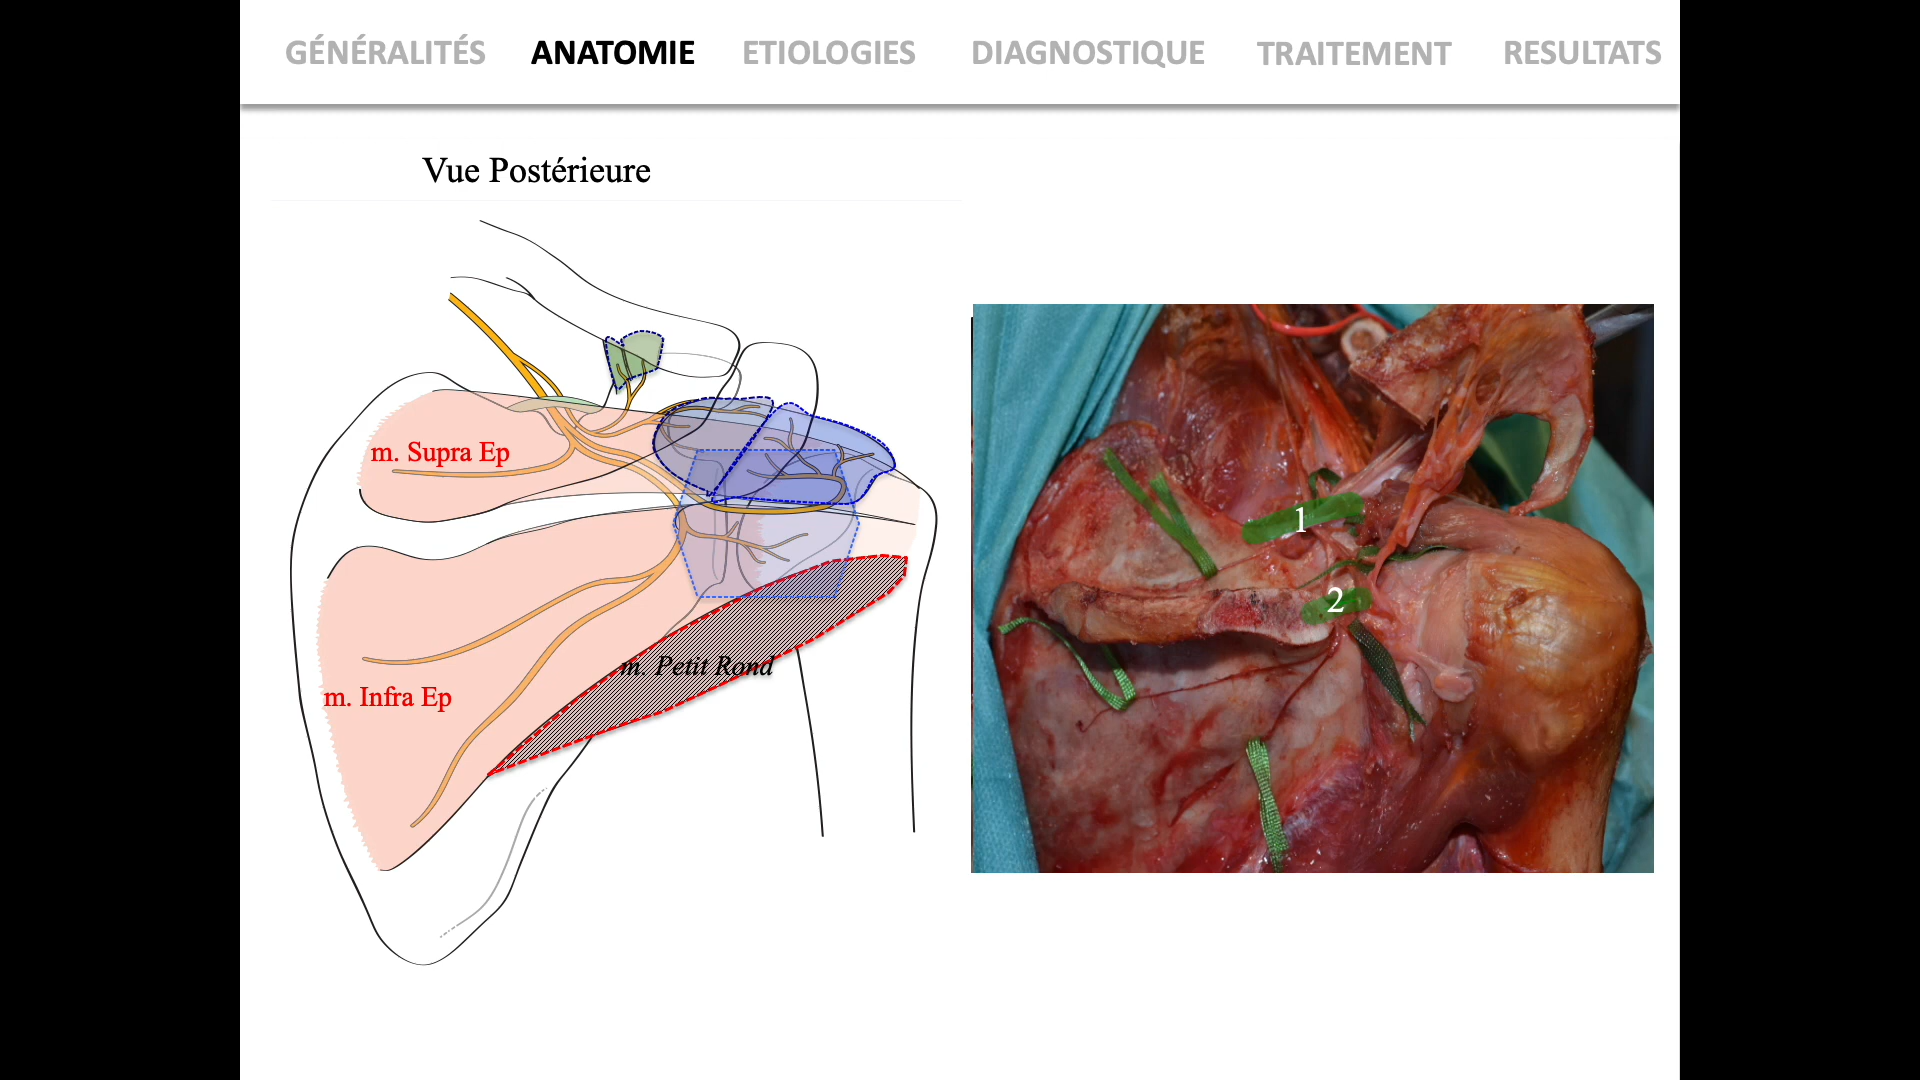 GÉNÉRALITÉS ANATOMIE ETIOLOGIES DIAGNOSTIQUE TRAITEMENT RESULTATS
Vue Postérieure
m. Supra Ep
m. Petit Rond
m. Infra Ep
1
2